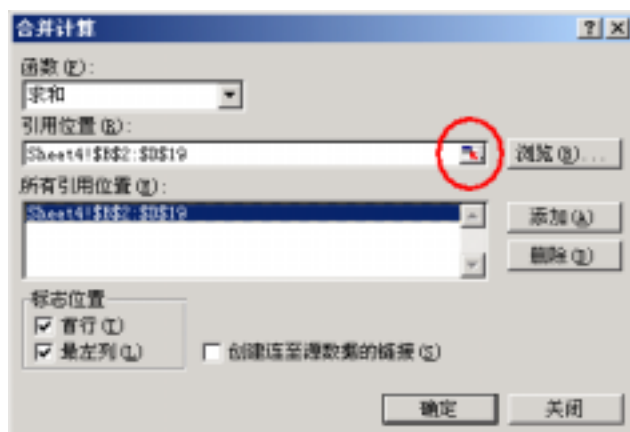 合并计算
函数(F):
求和
引用位置(R):
Sheet4!$B$2:$D$19
浏览(B)...
所有引用位置(E):
Sheet4!$B$2:$D$19
添加(A)
删除(D)
标志位置
首行(T)
最左列(L)
创建连至源数据的链接(S)
确定
关闭